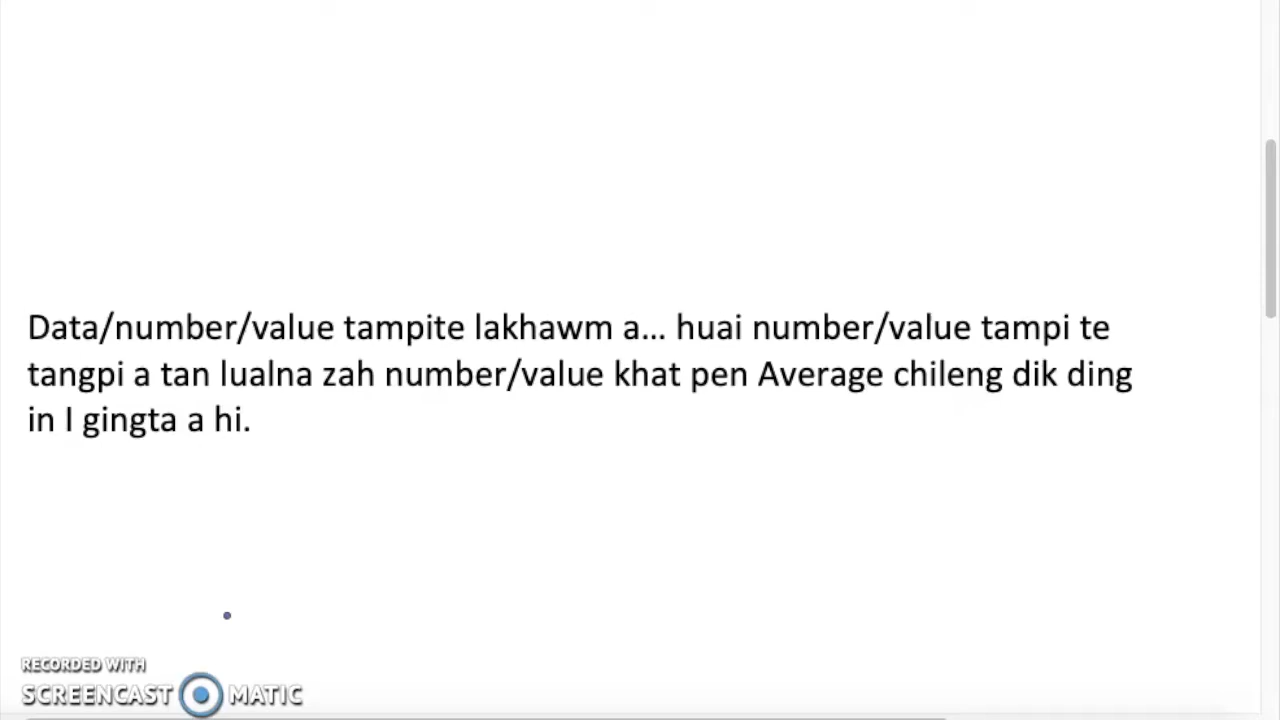 Data/number/value tampite lakhawm a... huai number/value tampi te
tangpi a tan lualna zah number/value khat pen Average chileng dik ding
in I gingta a hi.
RECORDED WITH
SCREENCAST MATIC